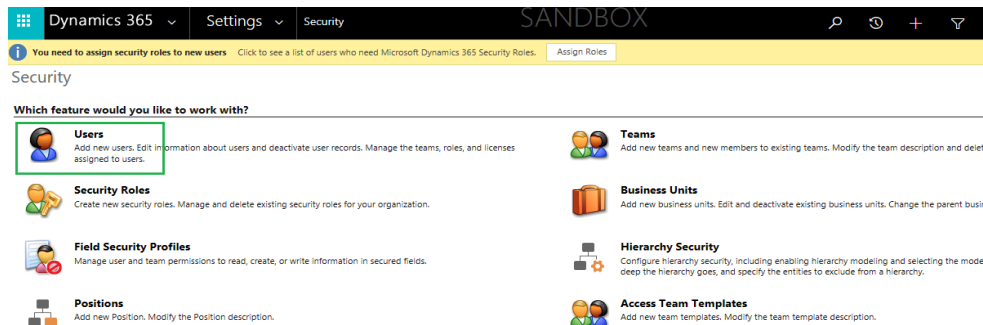 Dynamics 365 Settings Security SANDBOX
You need to assign security roles to new users Click to see a list of users who need Microsoft Dynamics 365 Security Roles. Assign Roles
Security
Which feature would you like to work with?
Users
Add new users. Edit information about users and deactivate user records. Manage the teams, roles, and licenses
assigned to users.
Teams
Add new teams and new members to existing teams. Modify the team description and delet
Security Roles
Create new security roles. Manage and delete existing security roles for your organization.
Business Units
Add new business units. Edit and deactivate existing business units. Change the parent busi
Field Security Profiles
Manage user and team permissions to read, create, or write information in secured fields.
Hierarchy Security
Configure hierarchy security, including enabling hierarchy modeling and selecting the mode
deep the hierarchy goes, and specify the entities to exclude from a hierarchy.
Positions
Add new Position. Modify the Position description.
Access Team Templates
Add new team templates. Modify the team template description.